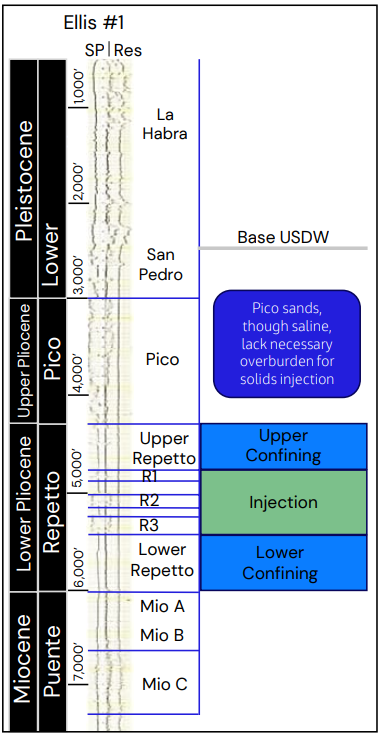 Ellis #1
SP | Res
Pleistocene
Lower
Upper Pliocene
Pico
Lower Pliocene
Repetto
Miocene
Puente
1,000'
2,000'
3,000'
4,000'
5,000'
6,000'
7,000'
La
Habra
San
Pedro
Pico
Upper
Repetto
R1
R2
R3
Lower
Repetto
Mio A
Mio B
Mio C
Base USDW
Pico sands,
though saline,
lack necessary
overburden for
solids injection
Upper
Confining
Injection
Lower
Confining